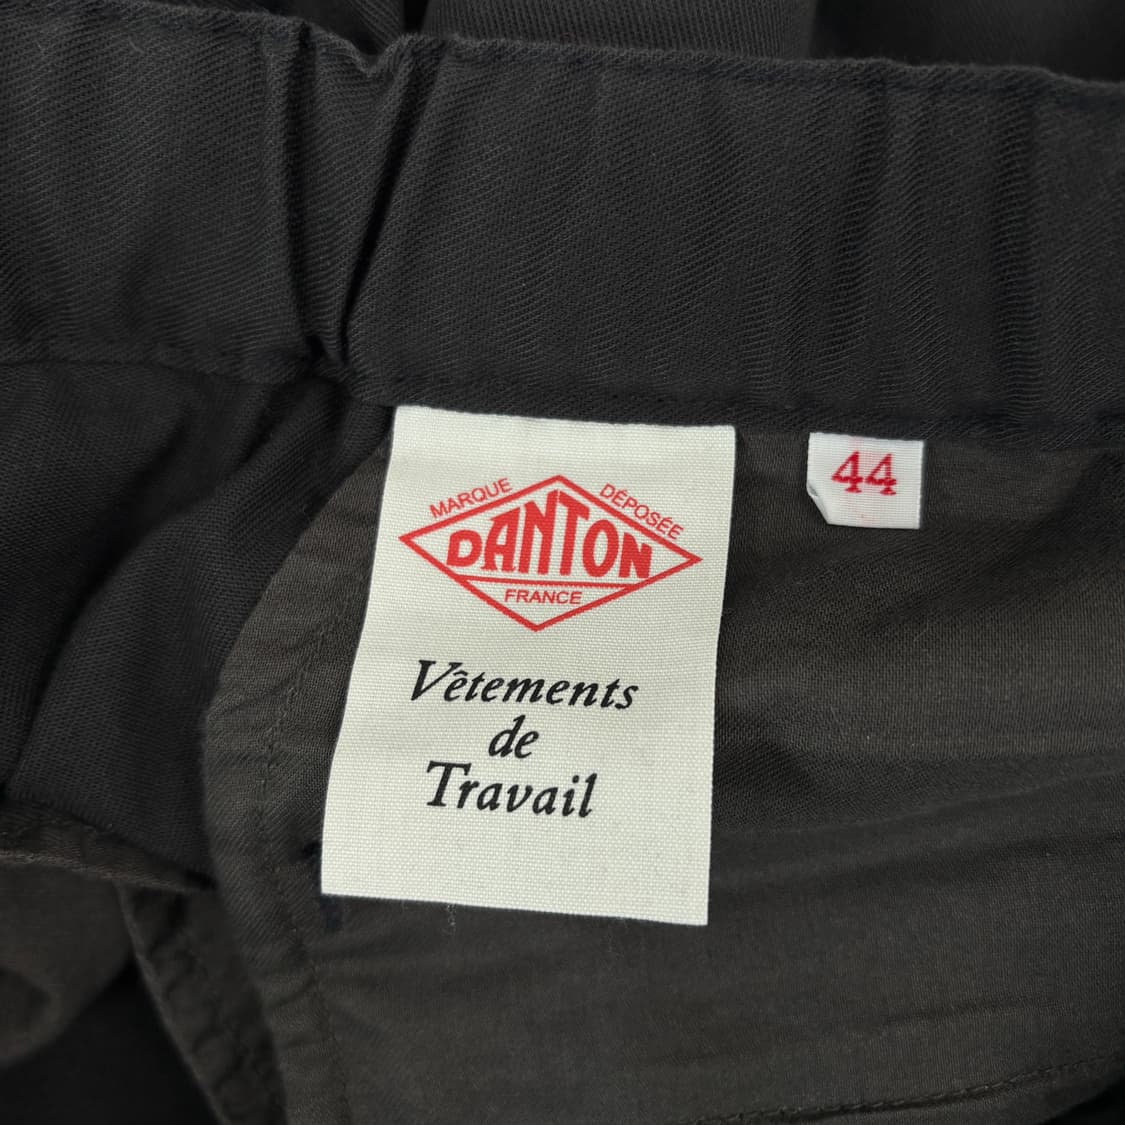 MARQUE DÉPOSÉE
DANTON
FRANCE
Vêtements
de
Travail
44